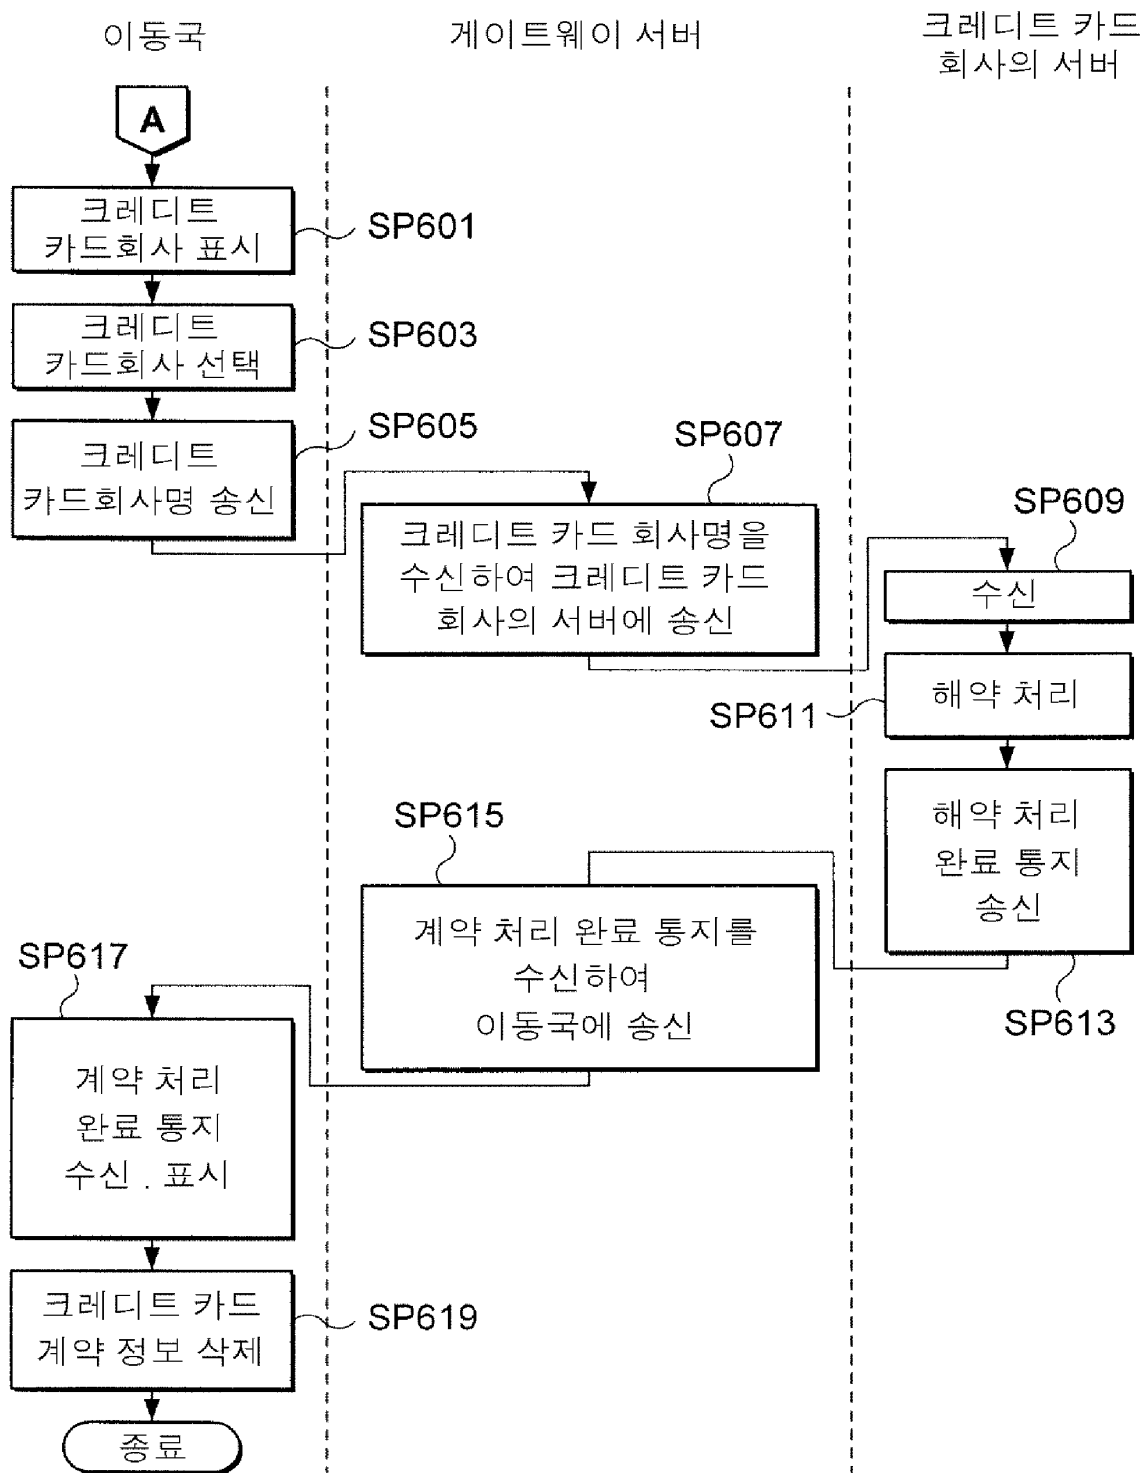 이동국
게이트웨이 서버
크레디트 카드
회사의 서버
A
크레디트
카드회사 표시
SP601
크레디트
카드회사 선택
SP603
크레디트
카드회사명 송신
SP605
SP607
크레디트 카드 회사명을
수신하여 크레디트 카드
회사의 서버에 송신
SP609
수신
해약 처리
SP611
해약 처리
완료 통지
송신
SP613
SP615
계약 처리 완료 통지를
수신하여
이동국에 송신
SP617
계약 처리
완료 통지
수신 . 표시
크레디트 카드
계약 정보 삭제
SP619
종료